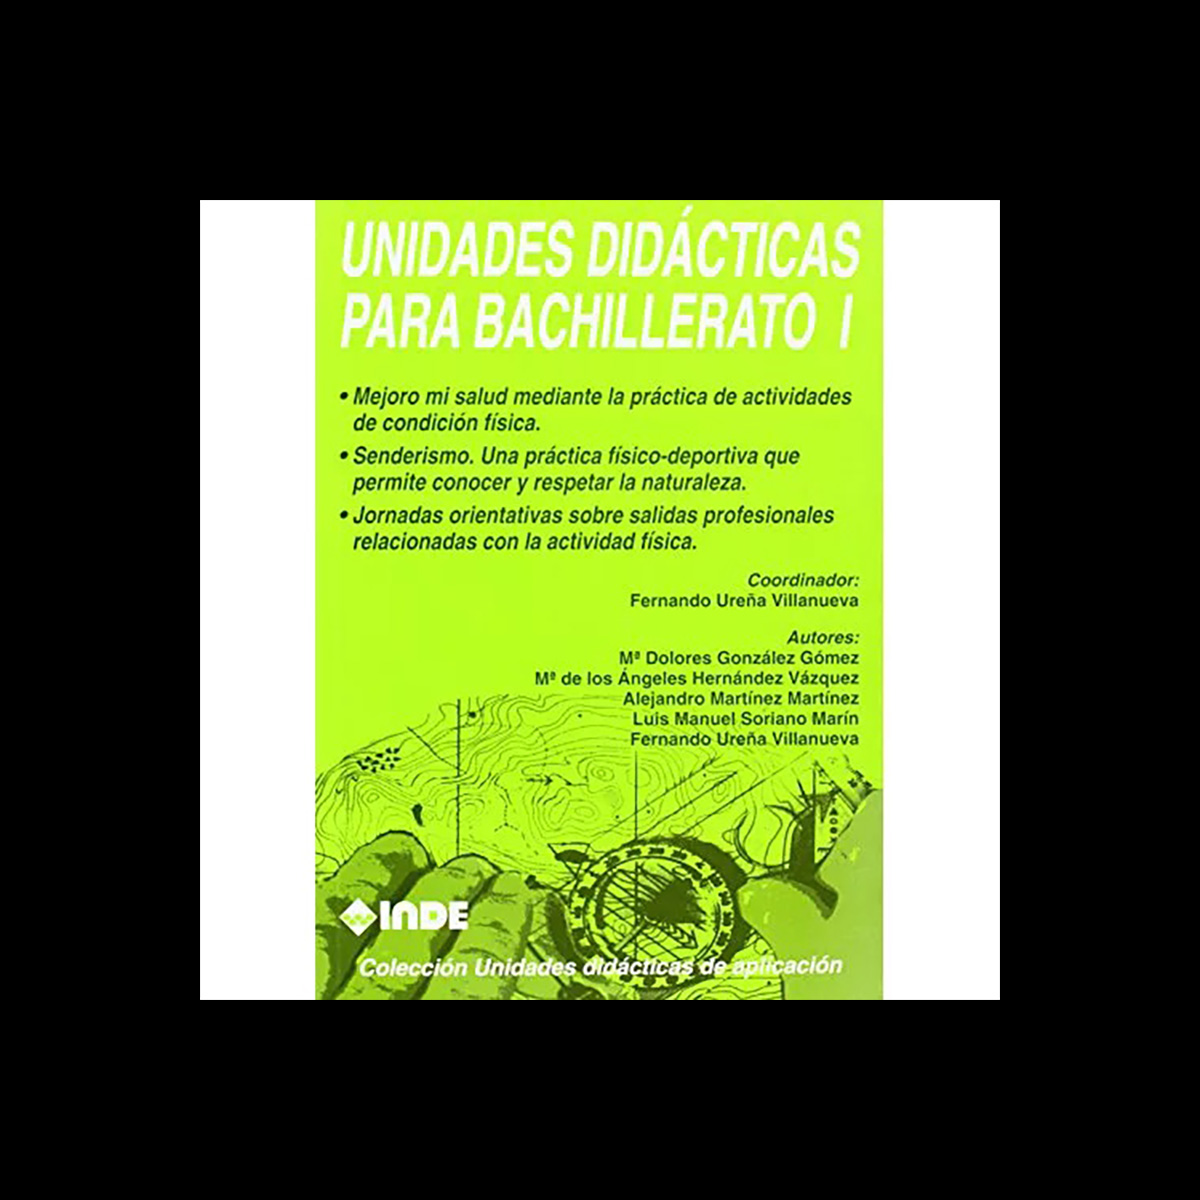 UNIDADES DIDÁCTICAS
PARA BACHILLERATO I
• Mejoro mi salud mediante la práctica de actividades
de condición física.
• Senderismo. Una práctica físico-deportiva que
permite conocer y respetar la naturaleza.
• Jornadas orientativas sobre salidas profesionales
relacionadas con la actividad física.
Coordinador:
Fernando Ureña Villanueva
Autores:
Mª Dolores González Gómez
Mª de los Ángeles Hernández Vázquez
Alejandro Martínez Martínez
Luis Manuel Soriano Marín
Fernando Ureña Villanueva
INDE
Colección Unidades didácticas de aplicación